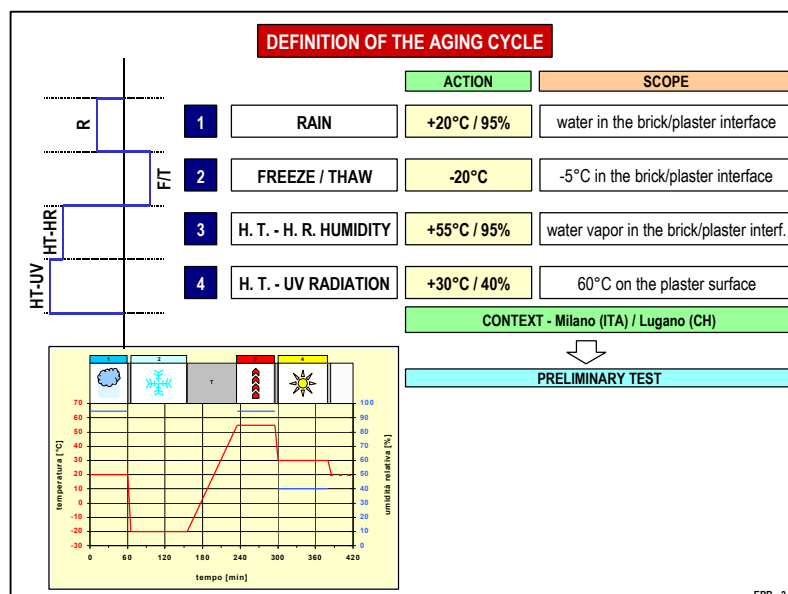 DEFINITION OF THE AGING CYCLE
ACTION SCOPE
R
1 RAIN +20°C / 95% water in the brick/plaster interface
F/T
2 FREEZE / THAW -20°C -5°C in the brick/plaster interface
HT-HR
3 H. T. - H. R. HUMIDITY +55°C / 95% water vapor in the brick/plaster interf.
HT-UV
4 H. T. - UV RADIATION +30°C / 40% 60°C on the plaster surface
CONTEXT - Milano (ITA) / Lugano (CH)
PRELIMINARY TEST
1 2 3 4
T
temperatura [°C]
70
60
50
40
30
20
10
0
-10
-20
-30
umidità relativa [%]
100
90
80
70
60
50
40
30
20
10
0
0 60 120 180 240 300 360 420
tempo [min]